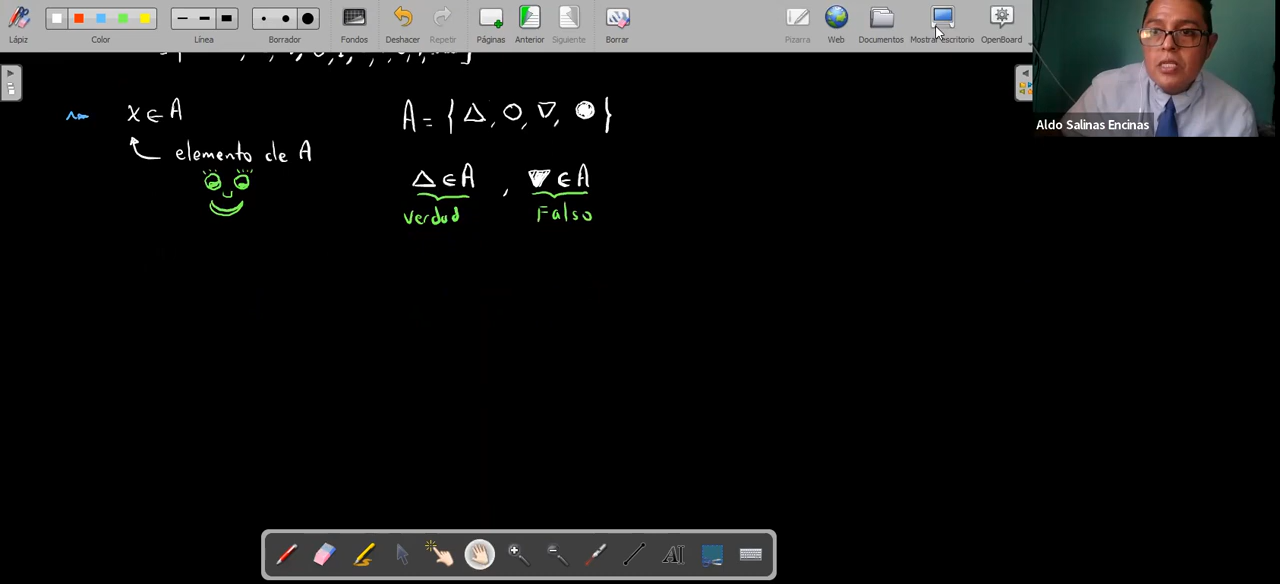 Lápiz Color Línea Borrador Fondos Deshacer Repetir Páginas Anterior Siguiente Borrar Pizarra Web Documentos Mostrar escritorio OpenBoard
Aldo Salinas Encinas
x ∈ A A = { △, ○, ▽, ● }
elemento de A
△ ∈ A , ▼ ∈ A
Verdad Falso
AI